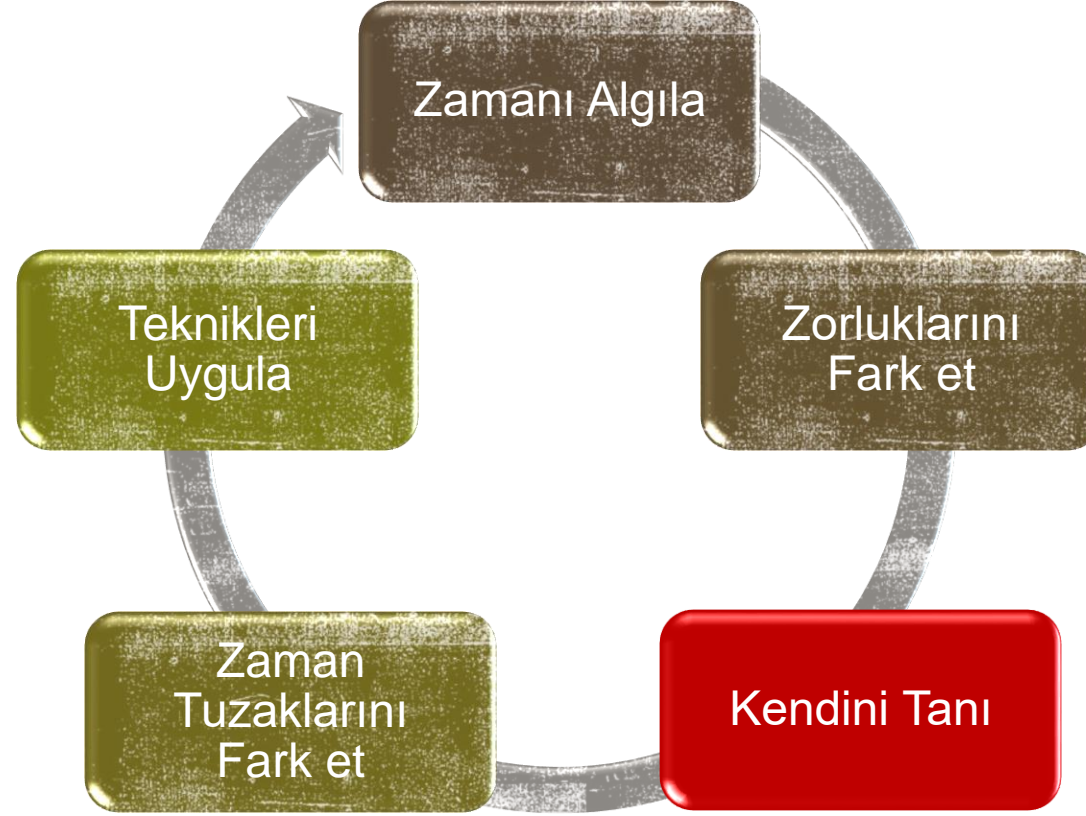 Zamanı Algıla
Zorluklarını
Fark et
Kendini Tanı
Zaman
Tuzaklarını
Fark et
Teknikleri
Uygula